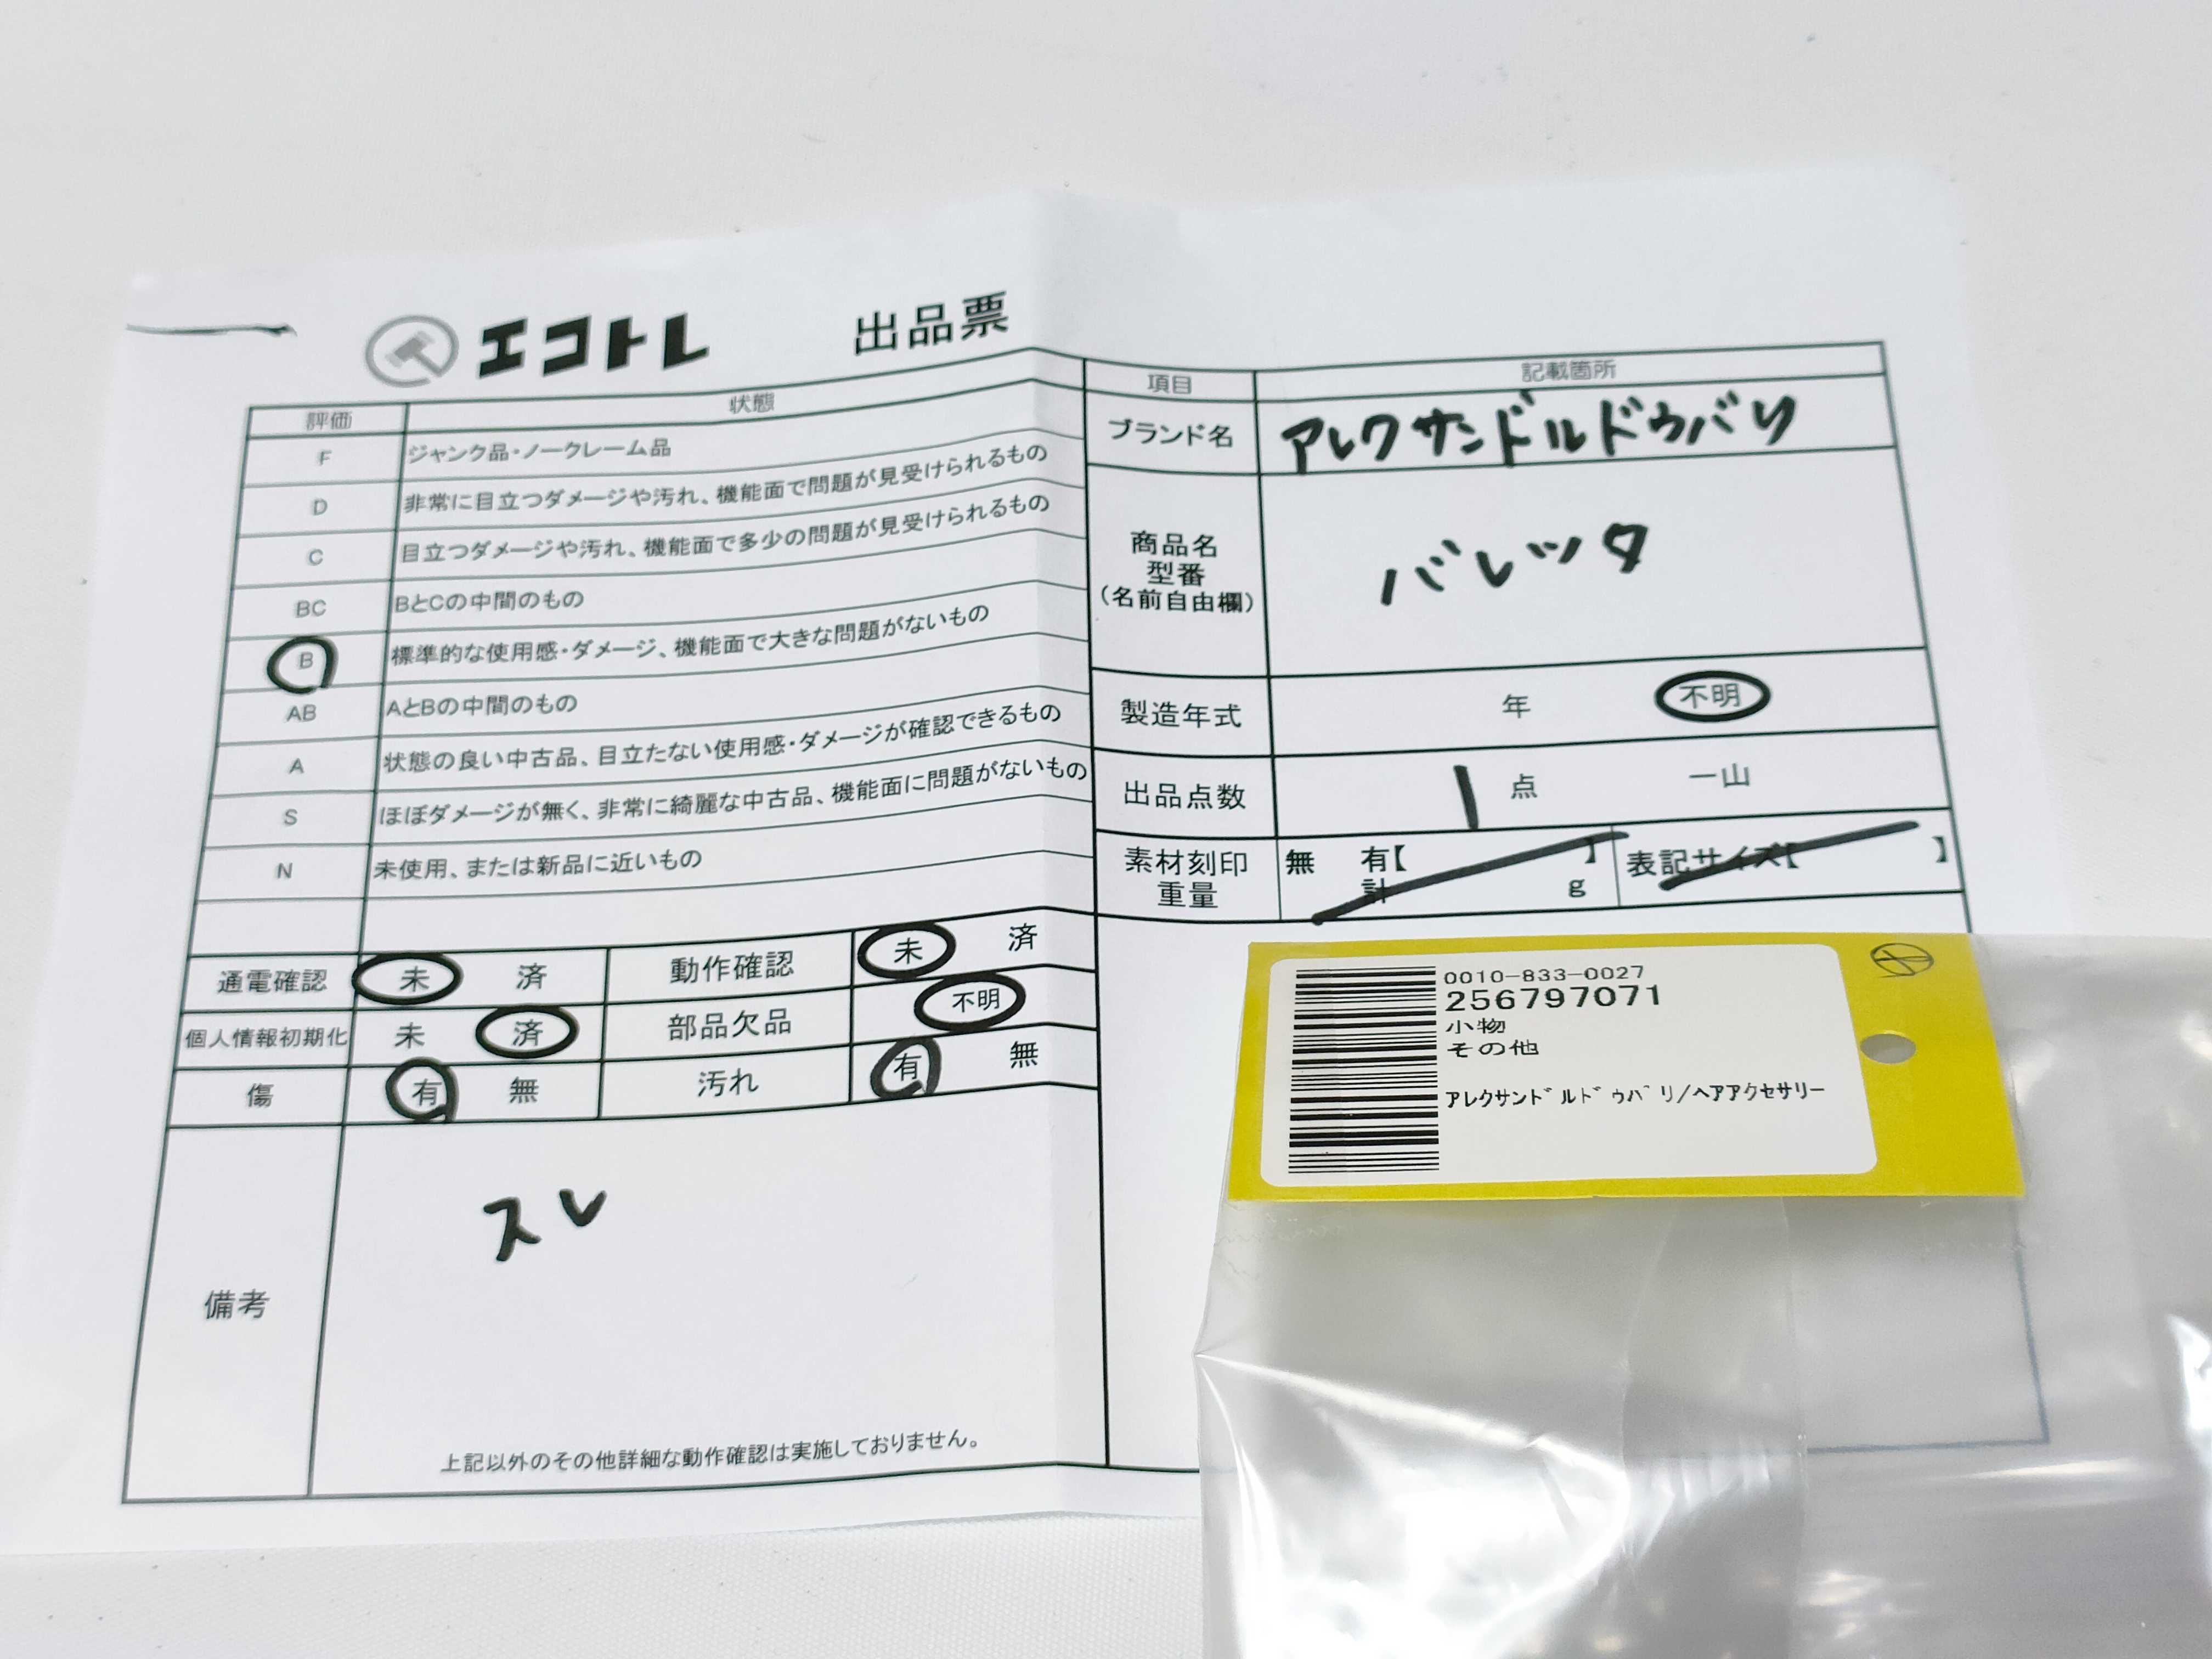 エコトレ 出品票
評価 状態
F ジャンク品・ノークレーム品
D 非常に目立つダメージや汚れ、機能面で問題が見受けられるもの
C 目立つダメージや汚れ、機能面で多少の問題が見受けられるもの
BC BとCの中間のもの
B 標準的な使用感・ダメージ、機能面で大きな問題がないもの
AB AとBの中間のもの
A 状態の良い中古品、目立たない使用感・ダメージが確認できるもの
S ほぼダメージが無く、非常に綺麗な中古品、機能面に問題がないもの
N 未使用、または新品に近いもの
通電確認 未 済 動作確認 未 済
個人情報初期化 未 済 部品欠品 不明
傷 有 無 汚れ 有 無
備考 スレ
上記以外のその他詳細な動作確認は実施しておりません。
項目 記載箇所
ブランド名 アレクサンドルドゥパリ
商品名
型番
(名前自由欄)
バレッタ
製造年式 年 不明
出品点数 1 点 一山
素材刻印 無 有【 】 表記サイズ【 】
重量 計 g
0010-833-0027
256797071
小物
その他
アレクサンドルドゥパリ/ヘアアクセサリー